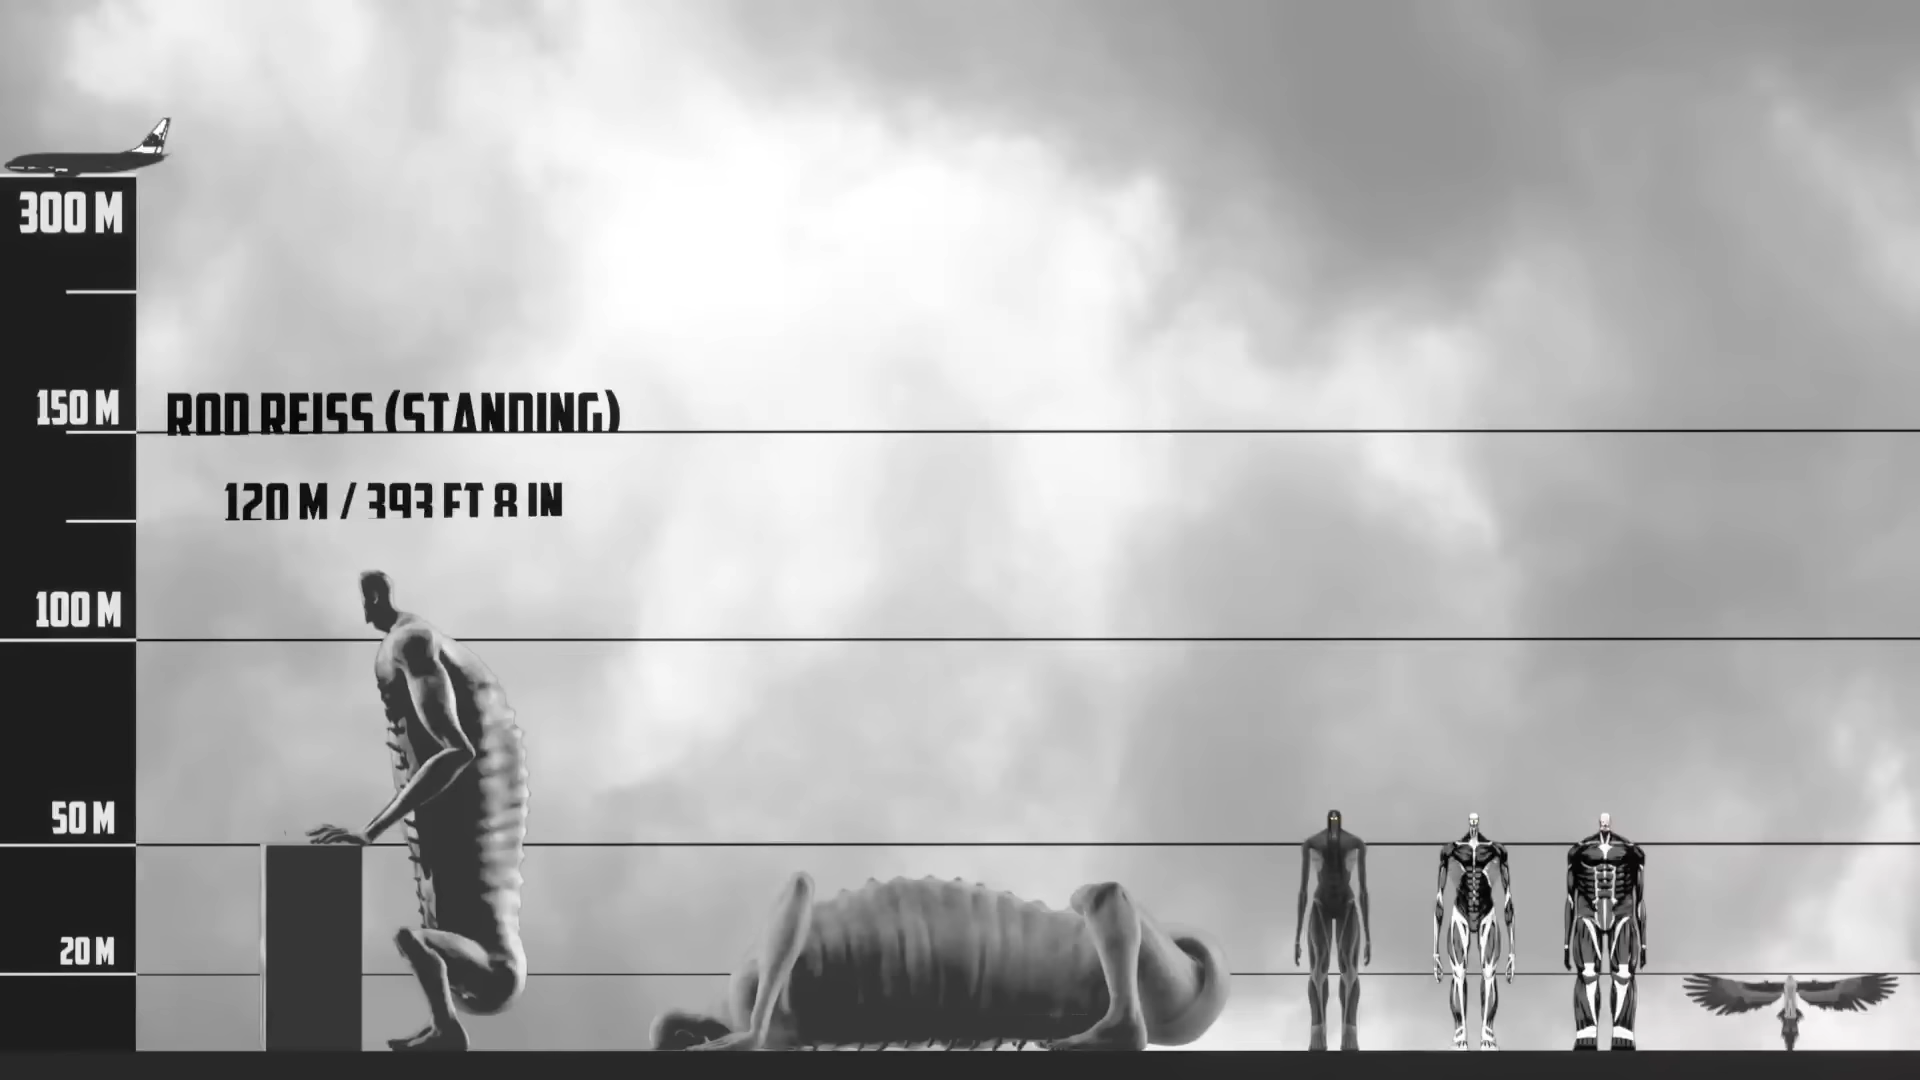 300 M
150 M
ROD REISS (STANDING)
120 M / 393 FT 8 IN
100 M
50 M
20 M